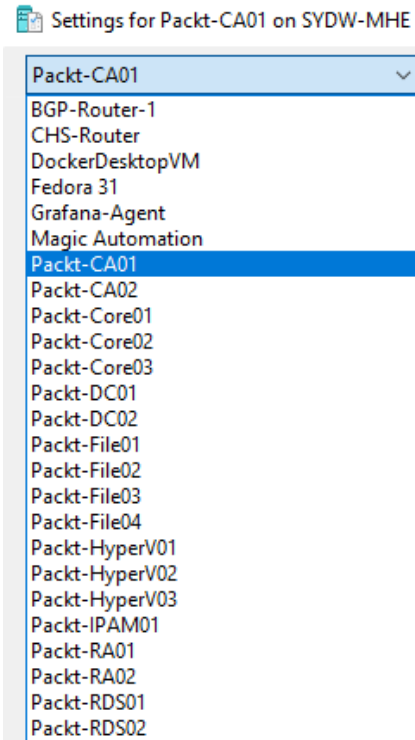 Settings for Packt-CA01 on SYDW-MHE
Packt-CA01
BGP-Router-1
CHS-Router
DockerDesktopVM
Fedora 31
Grafana-Agent
Magic Automation
Packt-CA01
Packt-CA02
Packt-Core01
Packt-Core02
Packt-Core03
Packt-DC01
Packt-DC02
Packt-File01
Packt-File02
Packt-File03
Packt-File04
Packt-HyperV01
Packt-HyperV02
Packt-HyperV03
Packt-IPAM01
Packt-RA01
Packt-RA02
Packt-RDS01
Packt-RDS02